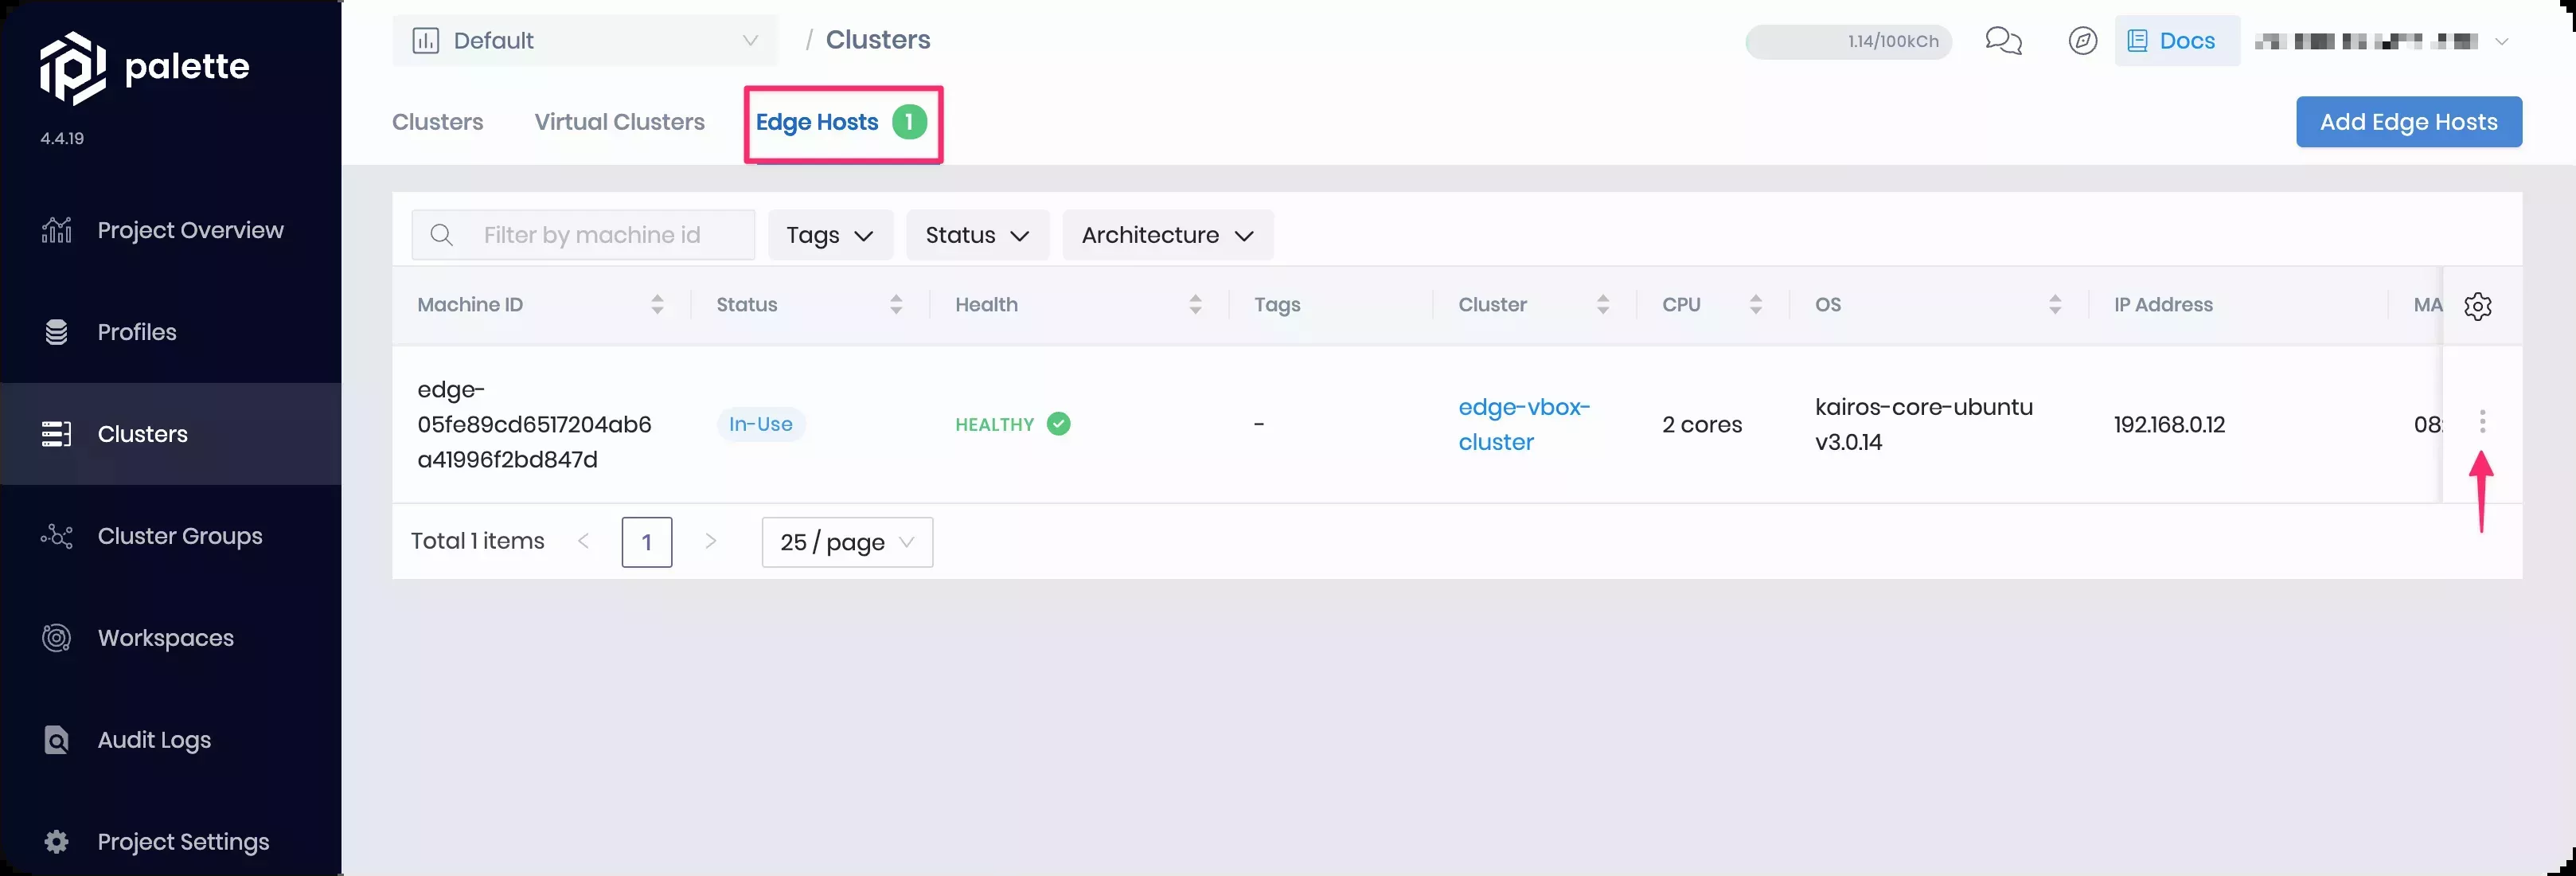 palette
4.4.19
Project Overview
Profiles
Clusters
Cluster Groups
Workspaces
Audit Logs
Project Settings
Default
/ Clusters
1.14/100kCh
Docs
Clusters
Virtual Clusters
Edge Hosts 1
Add Edge Hosts
Filter by machine id
Tags
Status
Architecture
Machine ID
Status
Health
Tags
Cluster
CPU
OS
IP Address
MA
edge-
05fe89cd6517204ab6
a41996f2bd847d
In-Use
HEALTHY
-
edge-vbox-
cluster
2 cores
kairos-core-ubuntu
v3.0.14
192.168.0.12
08:
Total 1 items
1
25 / page